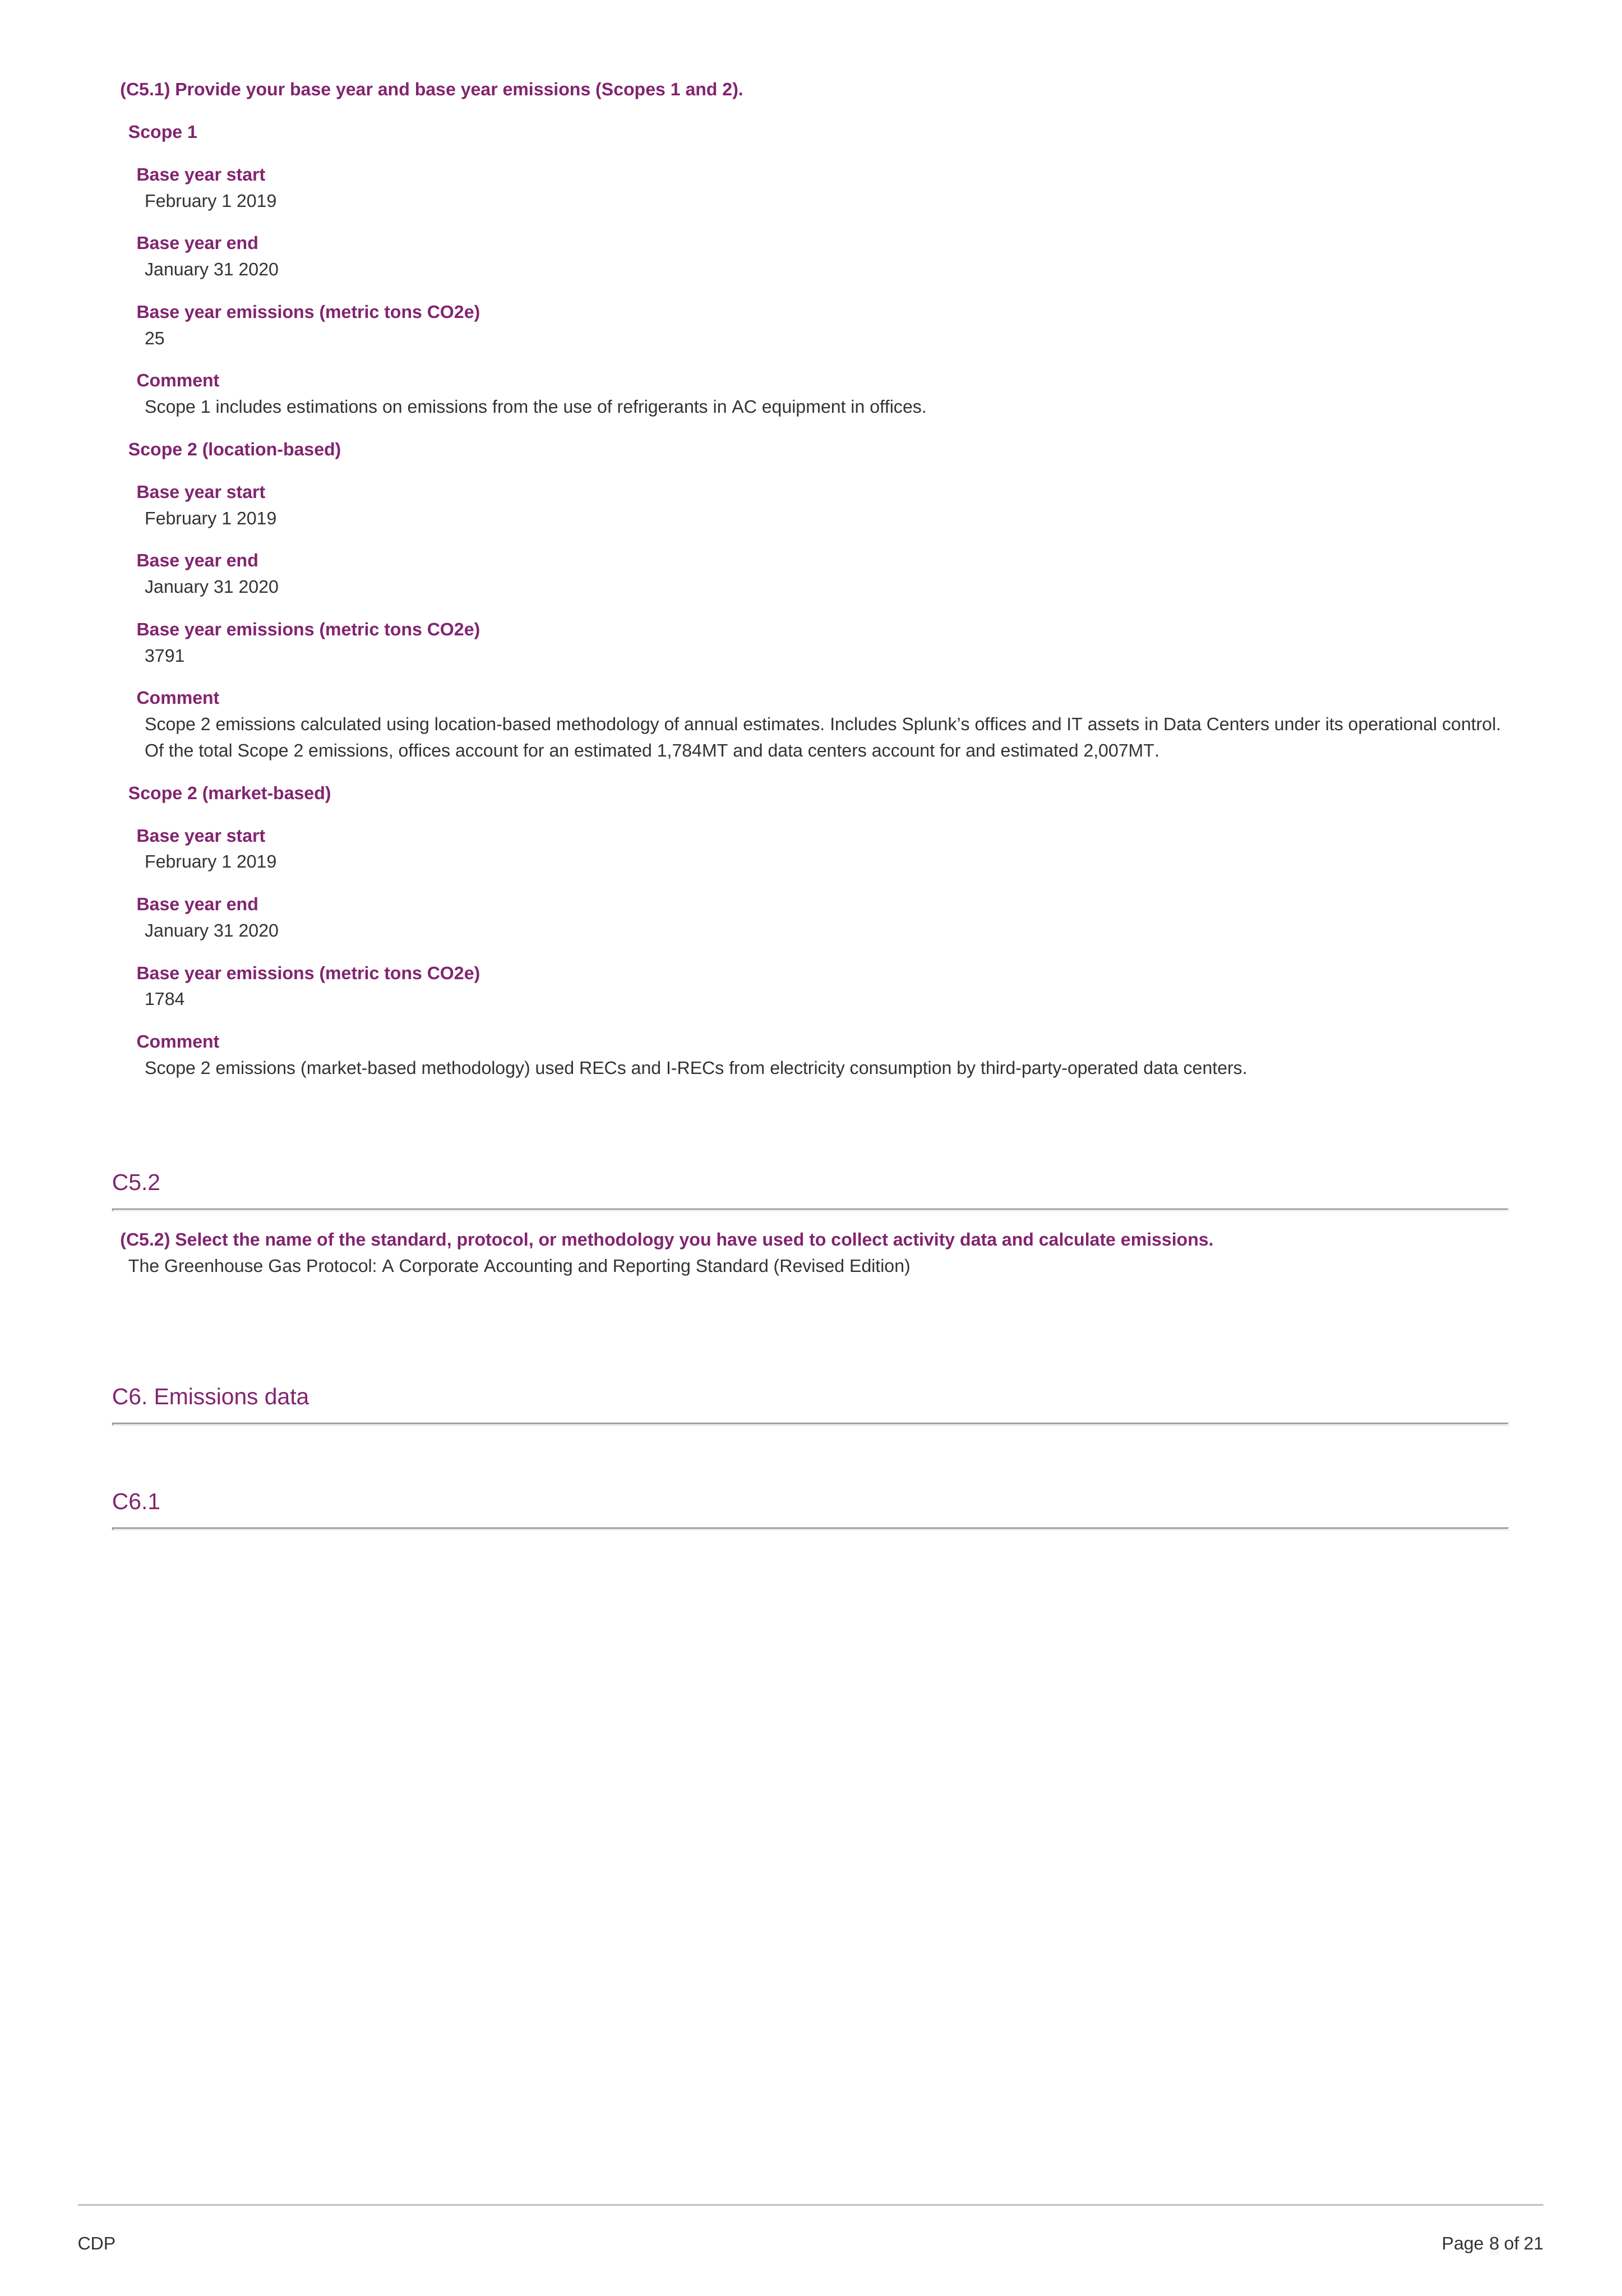 (C5.1) Provide your base year and base year emissions (Scopes 1 and 2).
Scope 1
Base year start
February 1 2019
Base year end
January 31 2020
Base year emissions (metric tons CO2e)
25
Comment
Scope 1 includes estimations on emissions from the use of refrigerants in AC equipment in offices.
Scope 2 (location-based)
Base year start
February 1 2019
Base year end
January 31 2020
Base year emissions (metric tons CO2e)
3791
Comment
Scope 2 emissions calculated using location-based methodology of annual estimates. Includes Splunk’s offices and IT assets in Data Centers under its operational control.
Of the total Scope 2 emissions, offices account for an estimated 1,784MT and data centers account for and estimated 2,007MT.
Scope 2 (market-based)
Base year start
February 1 2019
Base year end
January 31 2020
Base year emissions (metric tons CO2e)
1784
Comment
Scope 2 emissions (market-based methodology) used RECs and I-RECs from electricity consumption by third-party-operated data centers.
C5.2
(C5.2) Select the name of the standard, protocol, or methodology you have used to collect activity data and calculate emissions.
The Greenhouse Gas Protocol: A Corporate Accounting and Reporting Standard (Revised Edition)
C6. Emissions data
C6.1
CDP
Page 8 of 21